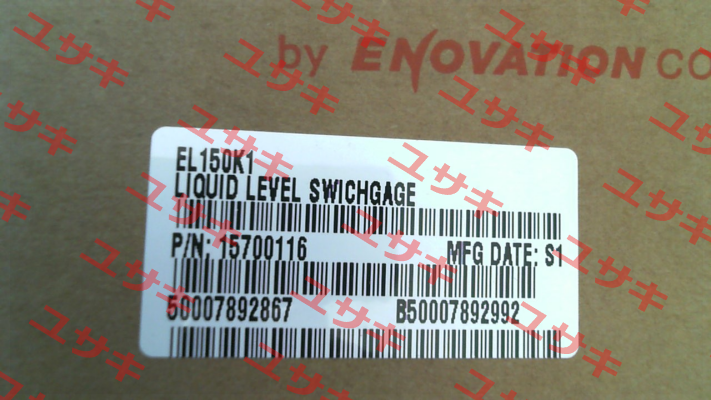 by ENOVATION CO
EL150K1
LIQUID LEVEL SWICHGAGE
P/N: 15700116 MFG DATE: S1
50007892867 B50007892992
ユサキ